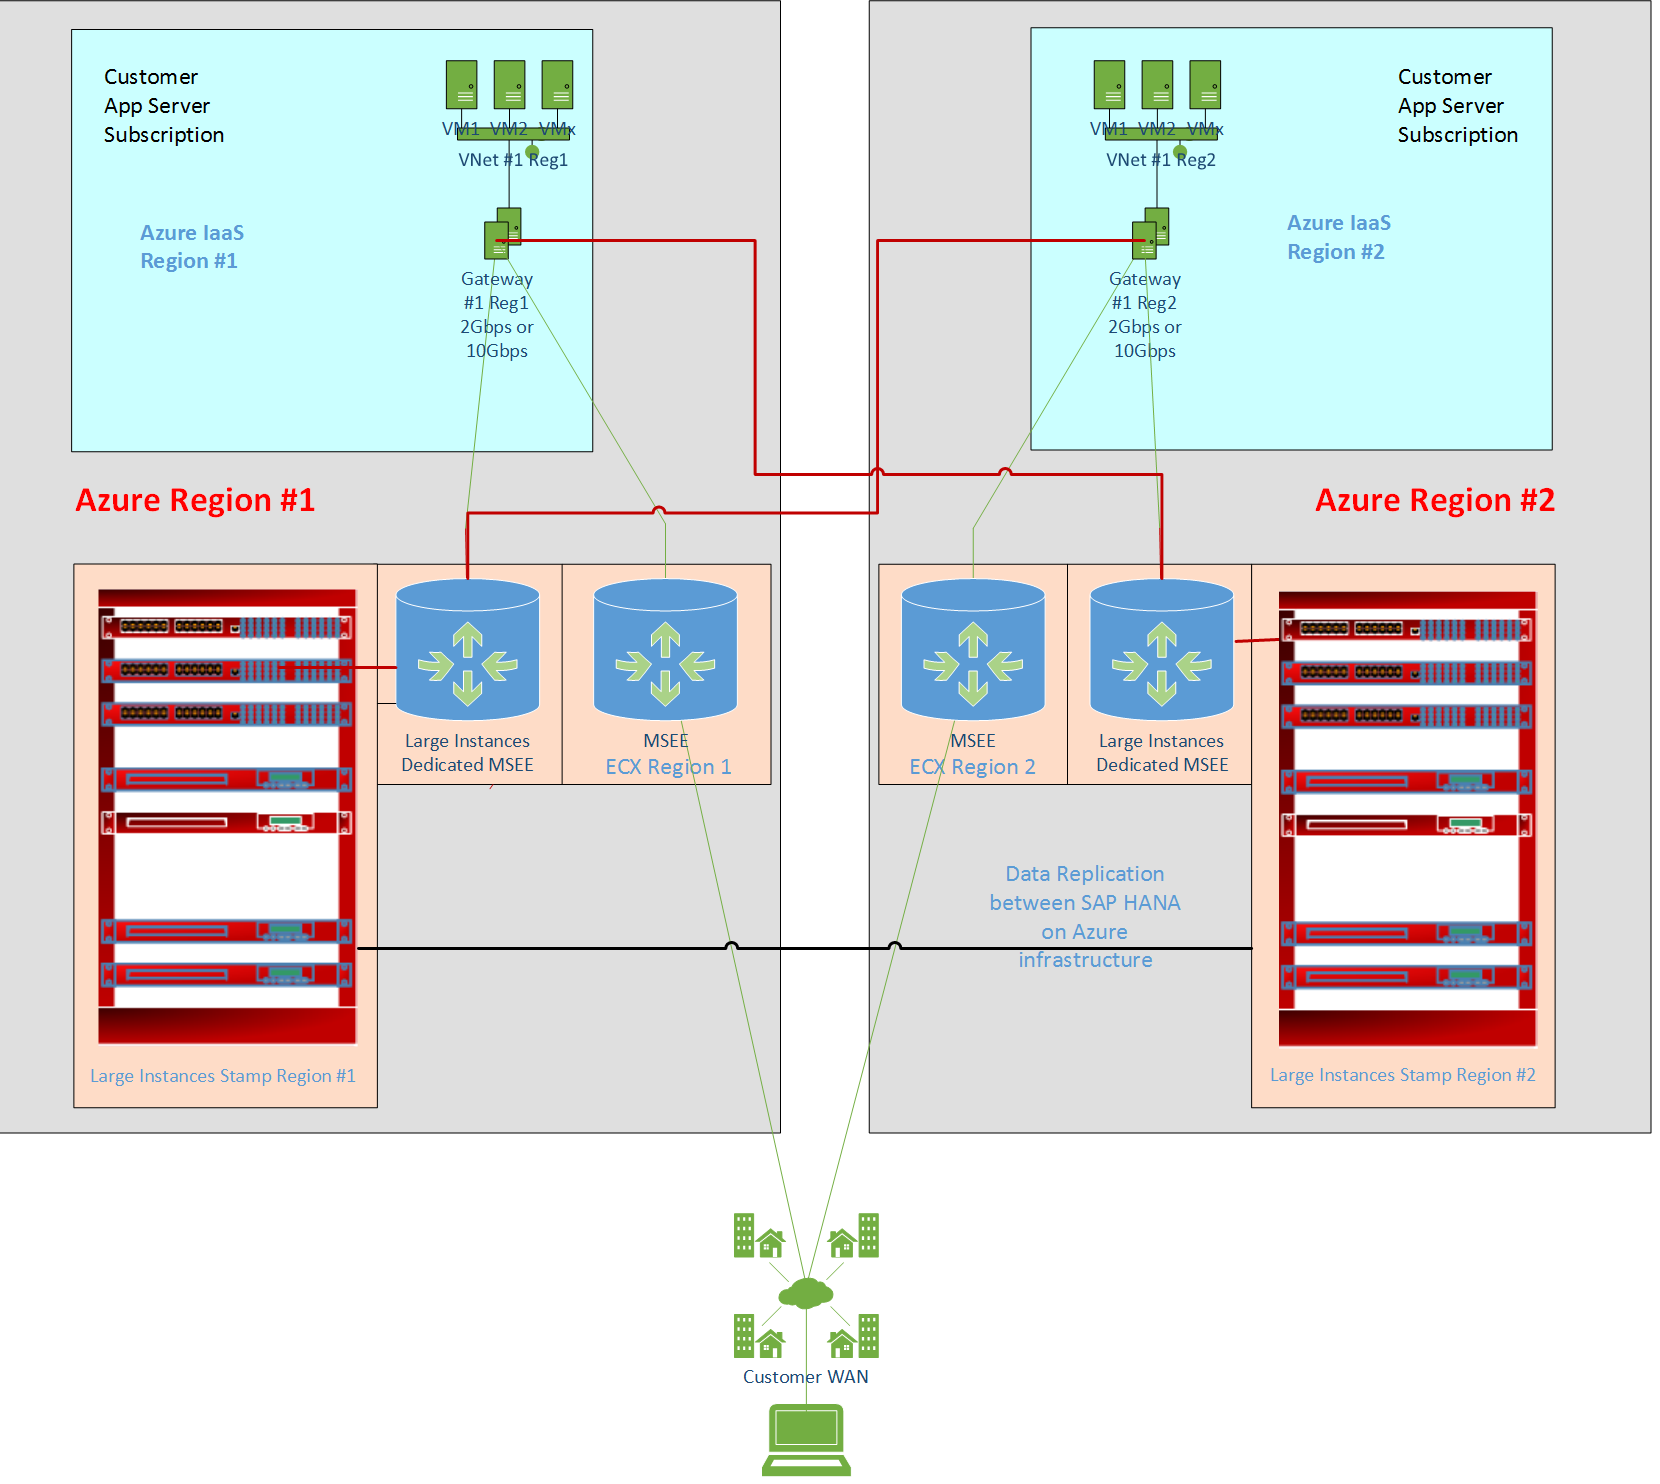 Customer
App Server
Subscription
VM1 VM2 VMx
VNet #1 Reg1
Azure IaaS
Region #1
Gateway
#1 Reg1
2Gbps or
10Gbps
VM1 VM2 VMx
VNet #1 Reg2
Customer
App Server
Subscription
Azure IaaS
Region #2
Gateway
#1 Reg2
2Gbps or
10Gbps
Azure Region #1
Azure Region #2
Large Instances
Dedicated MSEE
MSEE
ECX Region 1
MSEE
ECX Region 2
Large Instances
Dedicated MSEE
Data Replication
between SAP HANA
on Azure
infrastructure
Large Instances Stamp Region #1
Large Instances Stamp Region #2
Customer WAN